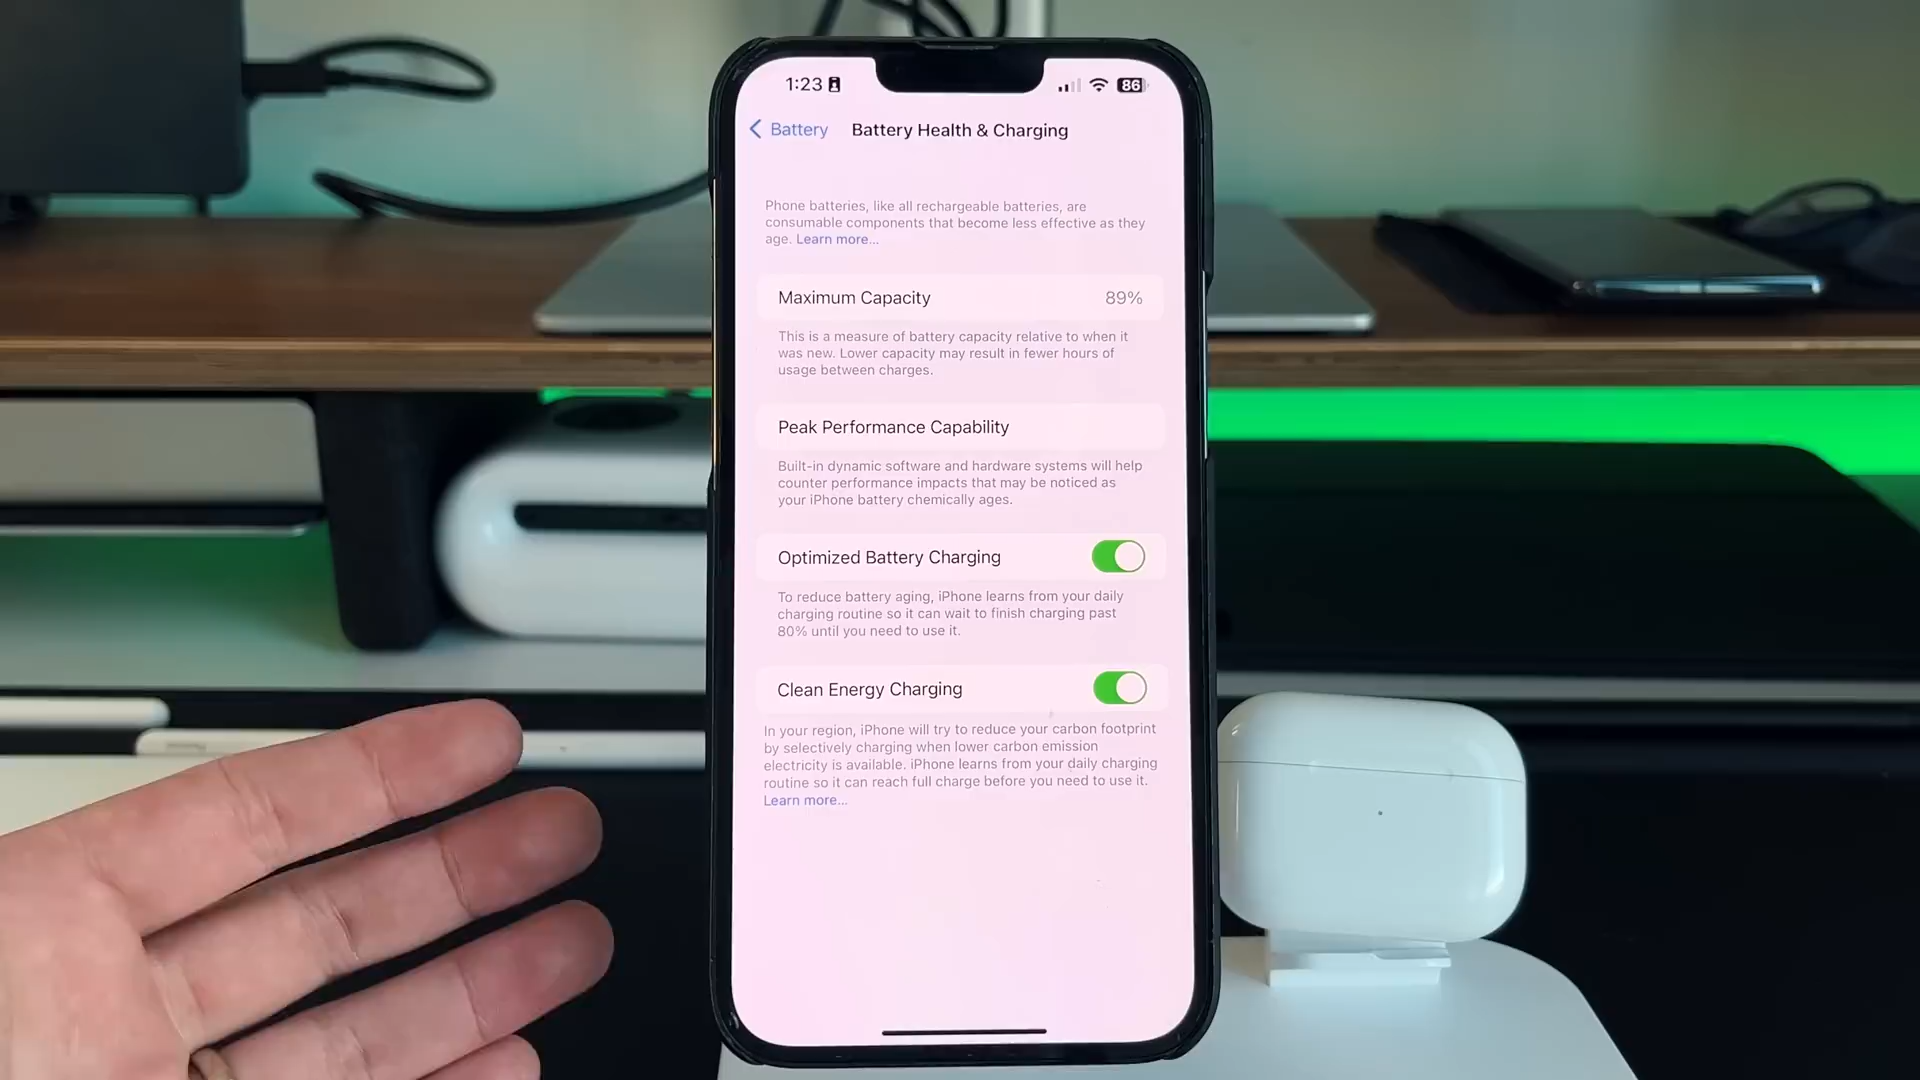 1:23
86
Battery
Battery Health & Charging
Phone batteries, like all rechargeable batteries, are
consumable components that become less effective as they
age. Learn more...
Maximum Capacity 89%
This is a measure of battery capacity relative to when it
was new. Lower capacity may result in fewer hours of
usage between charges.
Peak Performance Capability
Built-in dynamic software and hardware systems will help
counter performance impacts that may be noticed as
your iPhone battery chemically ages.
Optimized Battery Charging
To reduce battery aging, iPhone learns from your daily
charging routine so it can wait to finish charging past
80% until you need to use it.
Clean Energy Charging
In your region, iPhone will try to reduce your carbon footprint
by selectively charging when lower carbon emission
electricity is available. iPhone learns from your daily charging
routine so it can reach full charge before you need to use it.
Learn more...